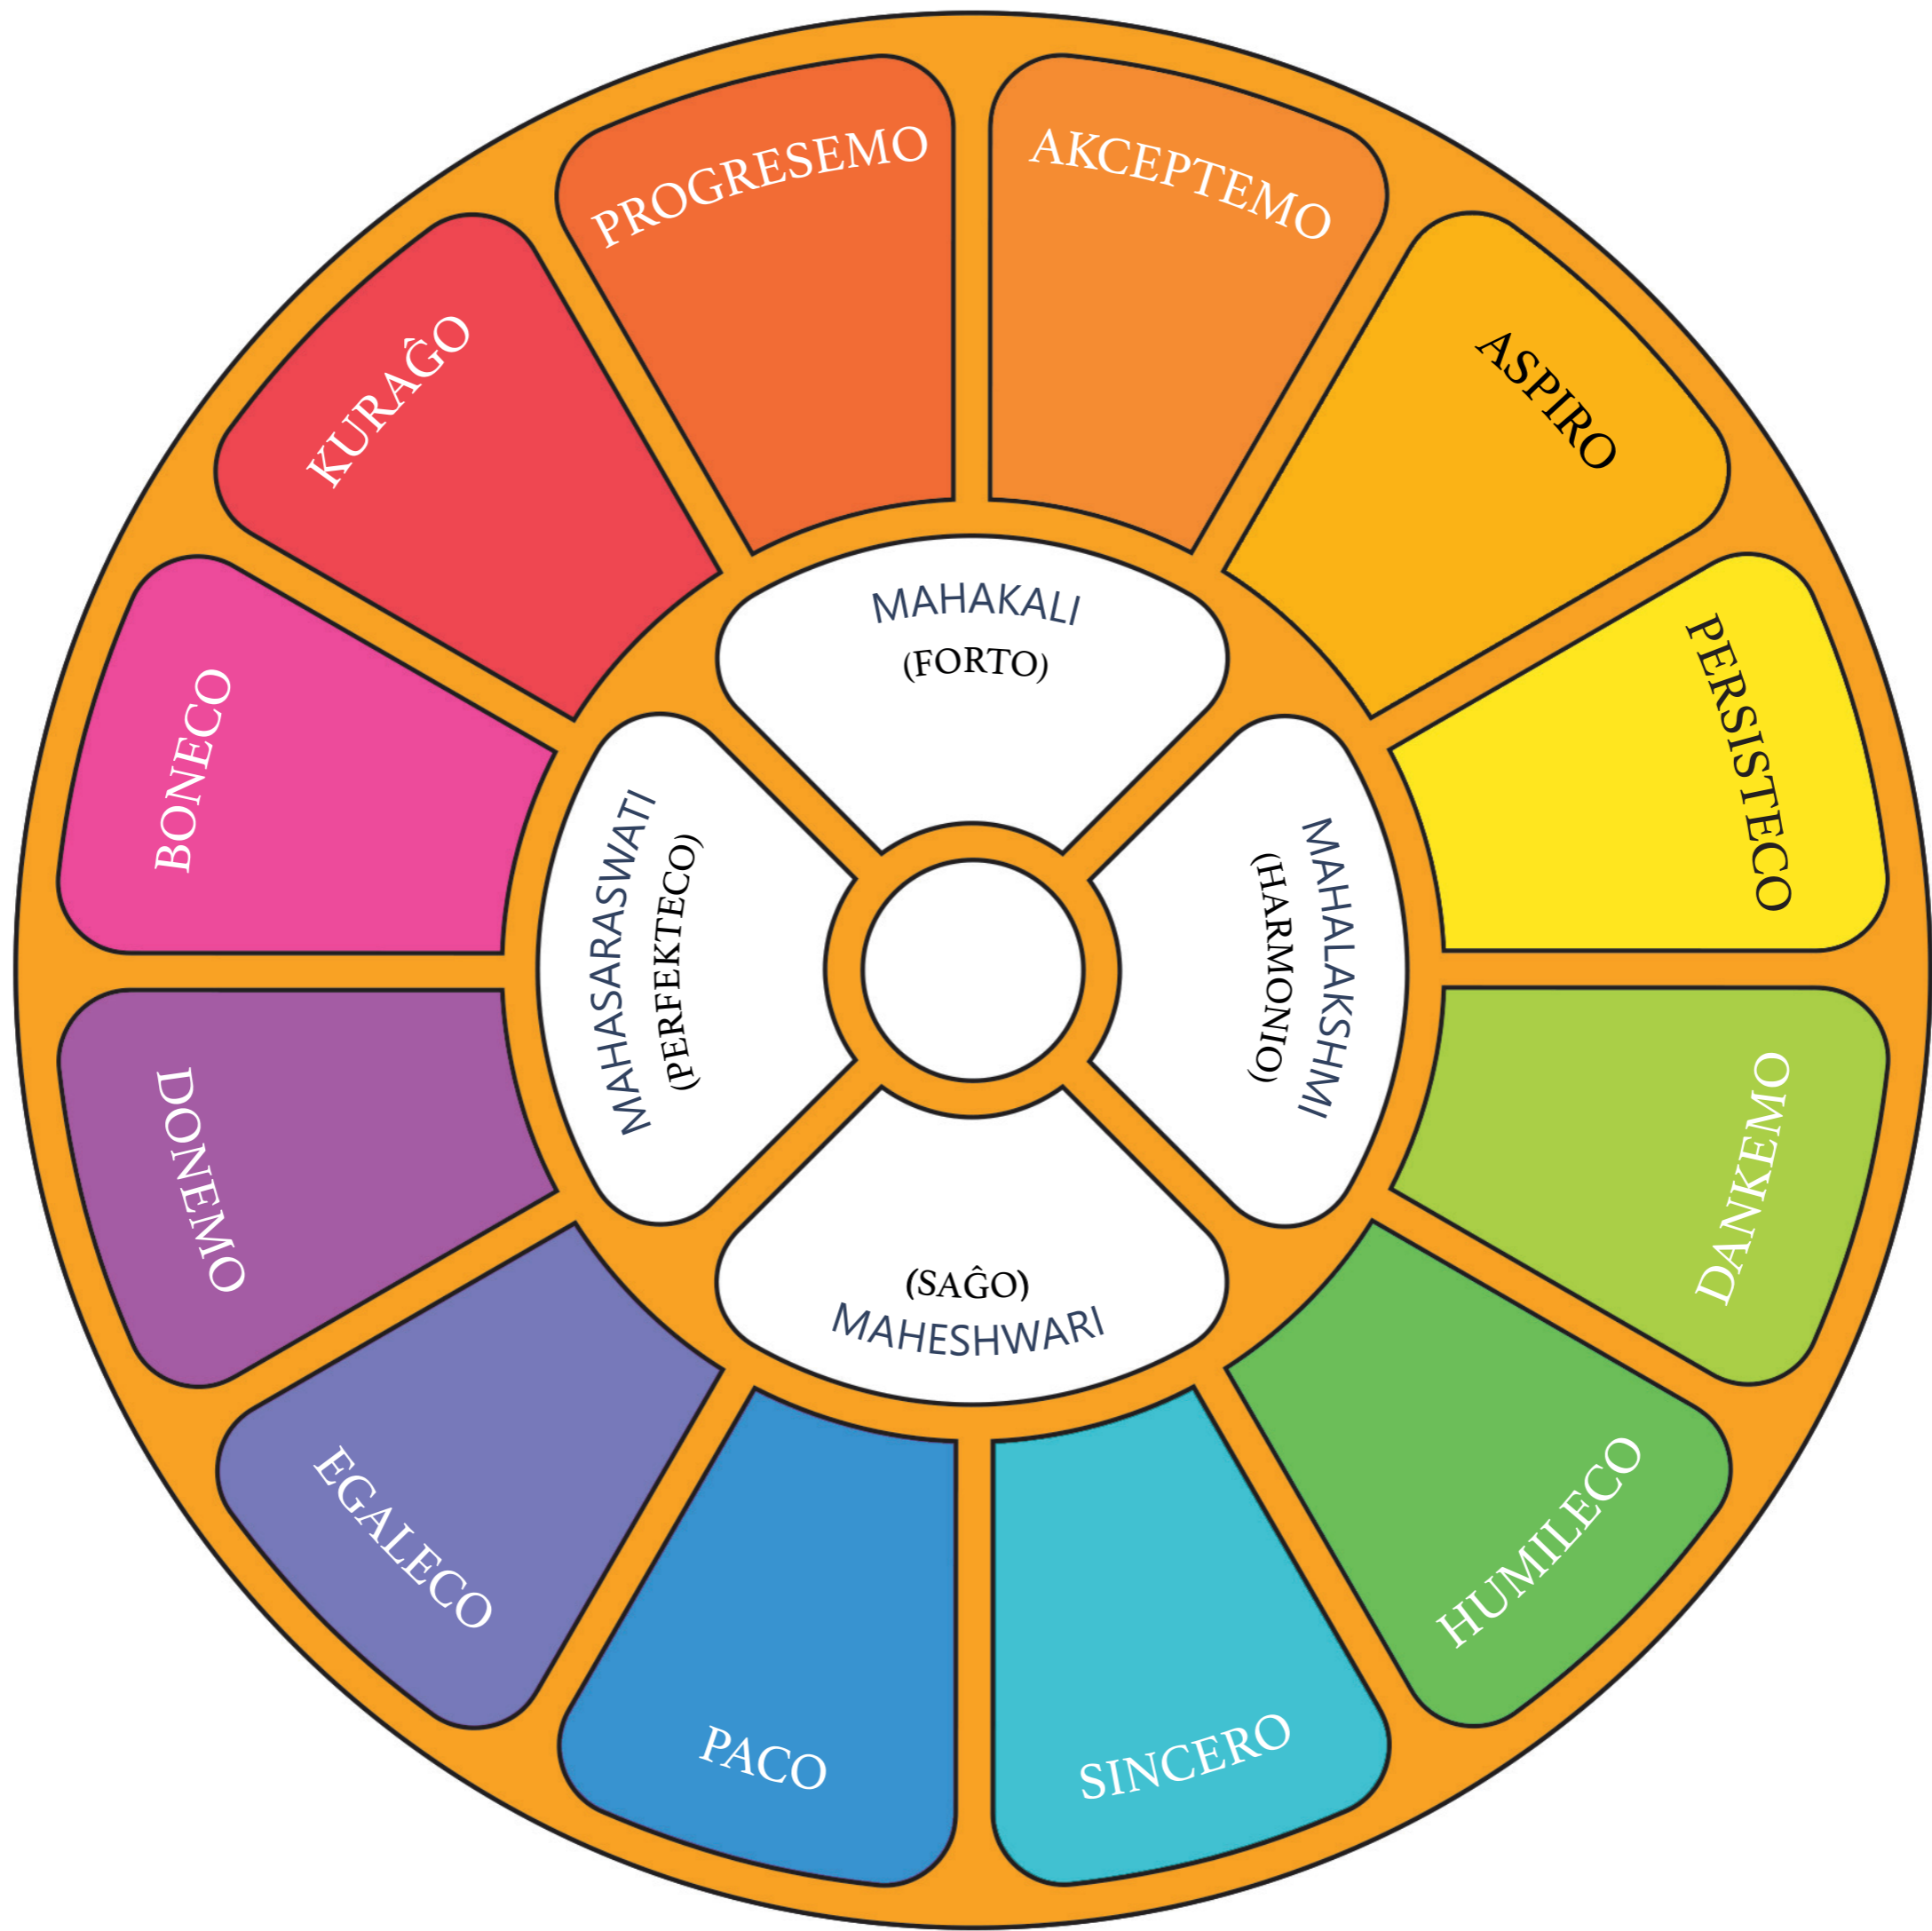 PROGRESEMO
AKCEPTEMO
ASPIRO
PERSISTECO
DANKEMO
HUMILECO
SINCERO
PACO
EGALECO
DONEMO
BONECO
KURAĜO
MAHAKALI
(FORTO)
MAHALAKSHMI
(HARMONIO)
(SAĜO)
MAHESHWARI
MAHASARASWATI
(PERFEKTECO)